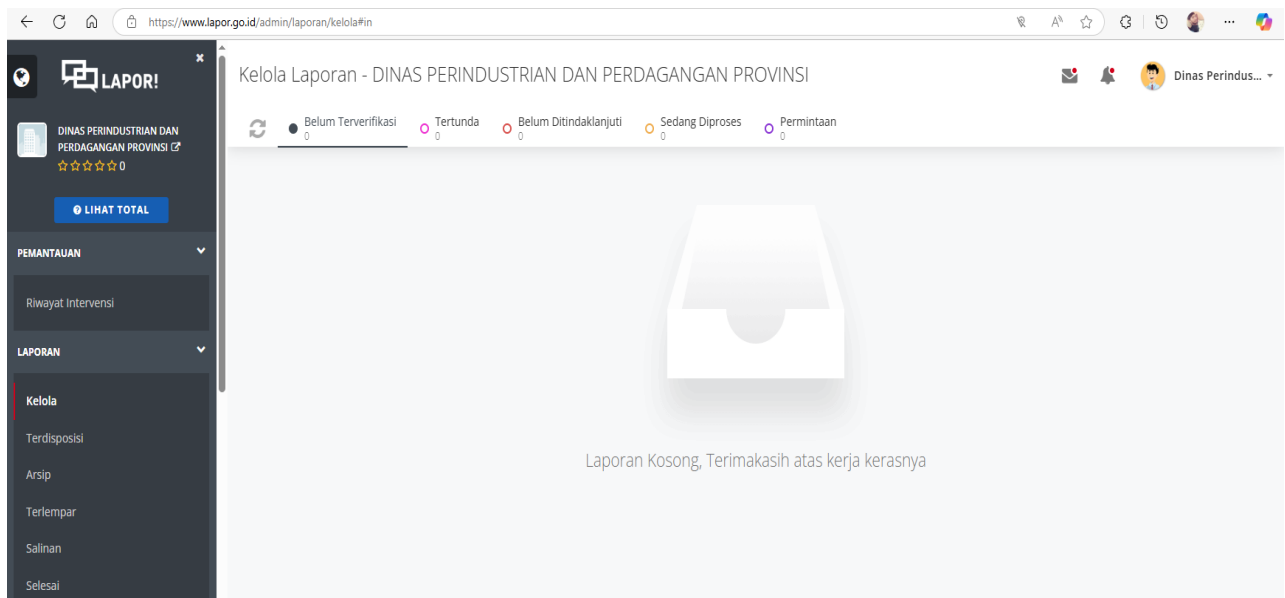 https://www.lapor.go.id/admin/laporan/kelola#in
LAPOR!
DINAS PERINDUSTRIAN DAN
PERDAGANGAN PROVINSI
0
LIHAT TOTAL
PEMANTAUAN
Riwayat Intervensi
LAPORAN
Kelola
Terdisposisi
Arsip
Terlempar
Salinan
Selesai
Kelola Laporan - DINAS PERINDUSTRIAN DAN PERDAGANGAN PROVINSI
Dinas Perindus...
Belum Terverifikasi
0
Tertunda
0
Belum Ditindaklanjuti
0
Sedang Diproses
0
Permintaan
0
Laporan Kosong, Terimakasih atas kerja kerasnya